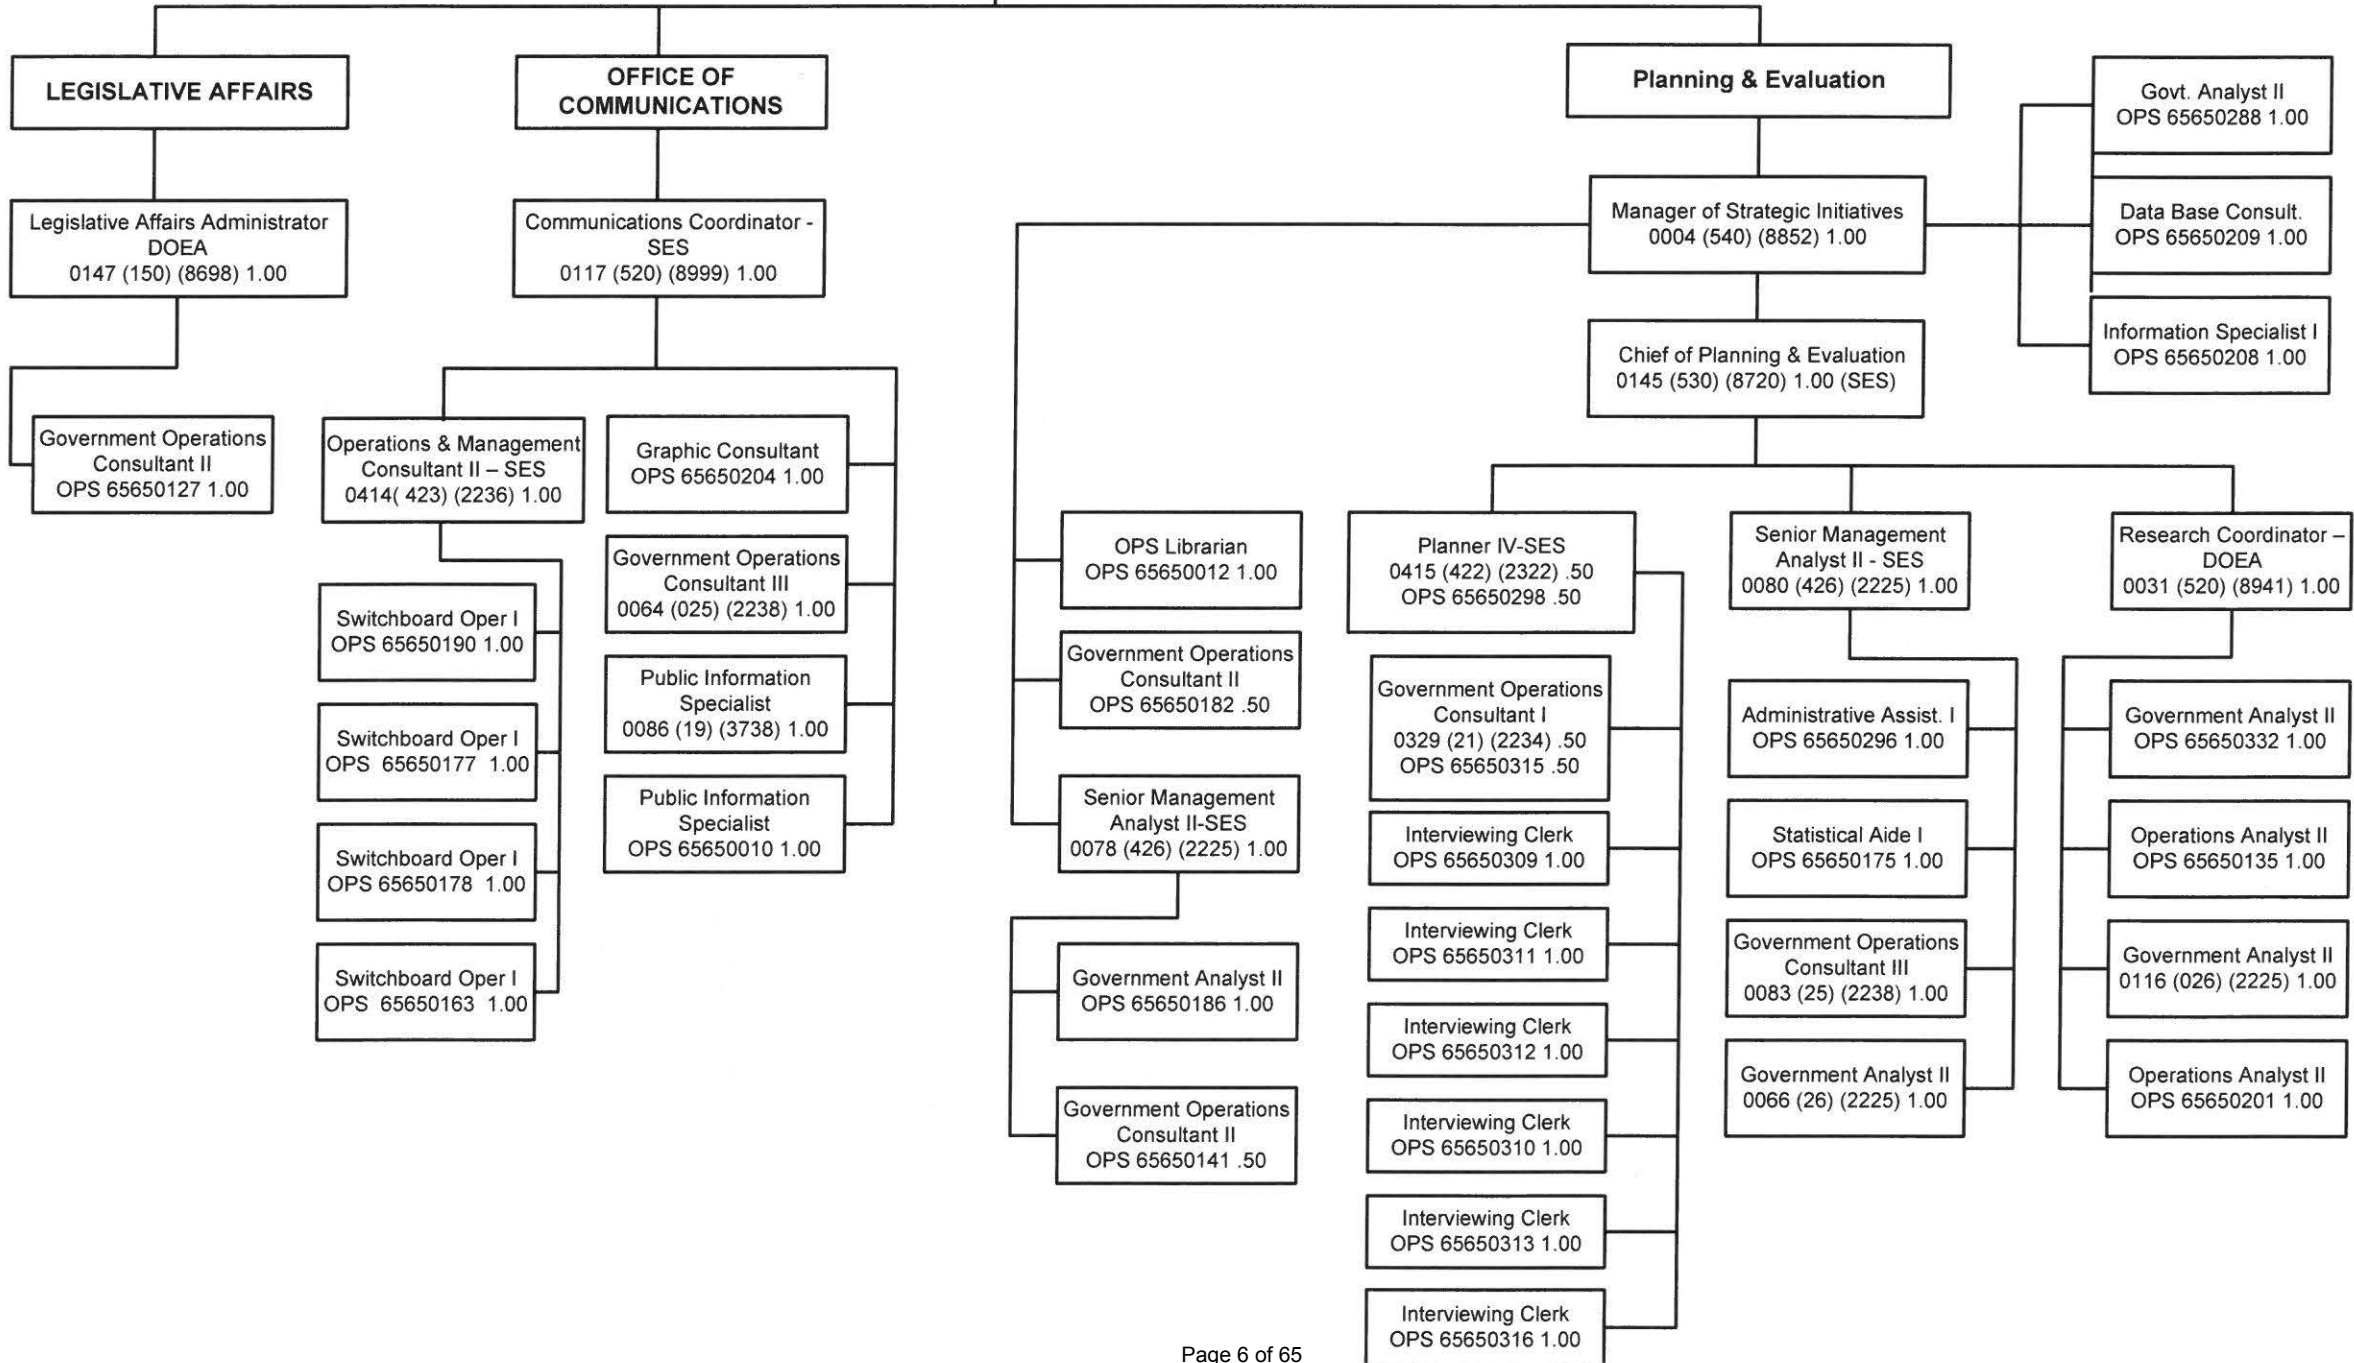 LEGISLATIVE AFFAIRS
Legislative Affairs Administrator
DOEA
0147 (150) (8698) 1.00
Government Operations
Consultant II
OPS 65650127 1.00
OFFICE OF
COMMUNICATIONS
Communications Coordinator -
SES
0117 (520) (8999) 1.00
Operations & Management
Consultant II – SES
0414( 423) (2236) 1.00
Switchboard Oper I
OPS 65650190 1.00
Switchboard Oper I
OPS  65650177  1.00
Switchboard Oper I
OPS 65650178  1.00
Switchboard Oper I
OPS  65650163  1.00
Graphic Consultant
OPS 65650204 1.00
Government Operations
Consultant III
0064 (025) (2238) 1.00
Public Information
Specialist
0086 (19) (3738) 1.00
Public Information
Specialist
OPS 65650010 1.00
Planning & Evaluation
Manager of Strategic Initiatives
0004 (540) (8852) 1.00
Govt. Analyst II
OPS 65650288 1.00
Data Base Consult.
OPS 65650209 1.00
Information Specialist I
OPS 65650208 1.00
Chief of Planning & Evaluation
0145 (530) (8720) 1.00 (SES)
OPS Librarian
OPS 65650012 1.00
Government Operations
Consultant II
OPS 65650182 .50
Senior Management
Analyst II-SES
0078 (426) (2225) 1.00
Government Analyst II
OPS 65650186 1.00
Government Operations
Consultant II
OPS 65650141 .50
Planner IV-SES
0415 (422) (2322) .50
OPS 65650298 .50
Government Operations
Consultant I
0329 (21) (2234) .50
OPS 65650315 .50
Interviewing Clerk
OPS 65650309 1.00
Interviewing Clerk
OPS 65650311 1.00
Interviewing Clerk
OPS 65650312 1.00
Interviewing Clerk
OPS 65650310 1.00
Interviewing Clerk
OPS 65650313 1.00
Interviewing Clerk
OPS 65650316 1.00
Senior Management
Analyst II - SES
0080 (426) (2225) 1.00
Administrative Assist. I
OPS 65650296 1.00
Statistical Aide I
OPS 65650175 1.00
Government Operations
Consultant III
0083 (25) (2238) 1.00
Government Analyst II
0066 (26) (2225) 1.00
Research Coordinator –
DOEA
0031 (520) (8941) 1.00
Government Analyst II
OPS 65650332 1.00
Operations Analyst II
OPS 65650135 1.00
Government Analyst II
0116 (026) (2225) 1.00
Operations Analyst II
OPS 65650201 1.00
Page 6 of 65